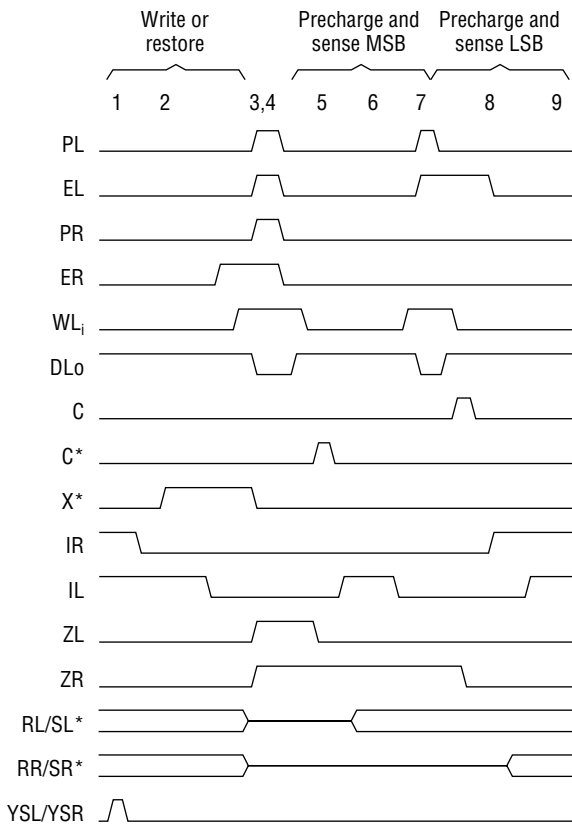 Write or
restore
Precharge and
sense MSB
Precharge and
sense LSB
1 2 3,4 5 6 7 8 9
PL
EL
PR
ER
WLi
DLo
C
C*
X*
IR
IL
ZL
ZR
RL/SL*
RR/SR*
YSL/YSR